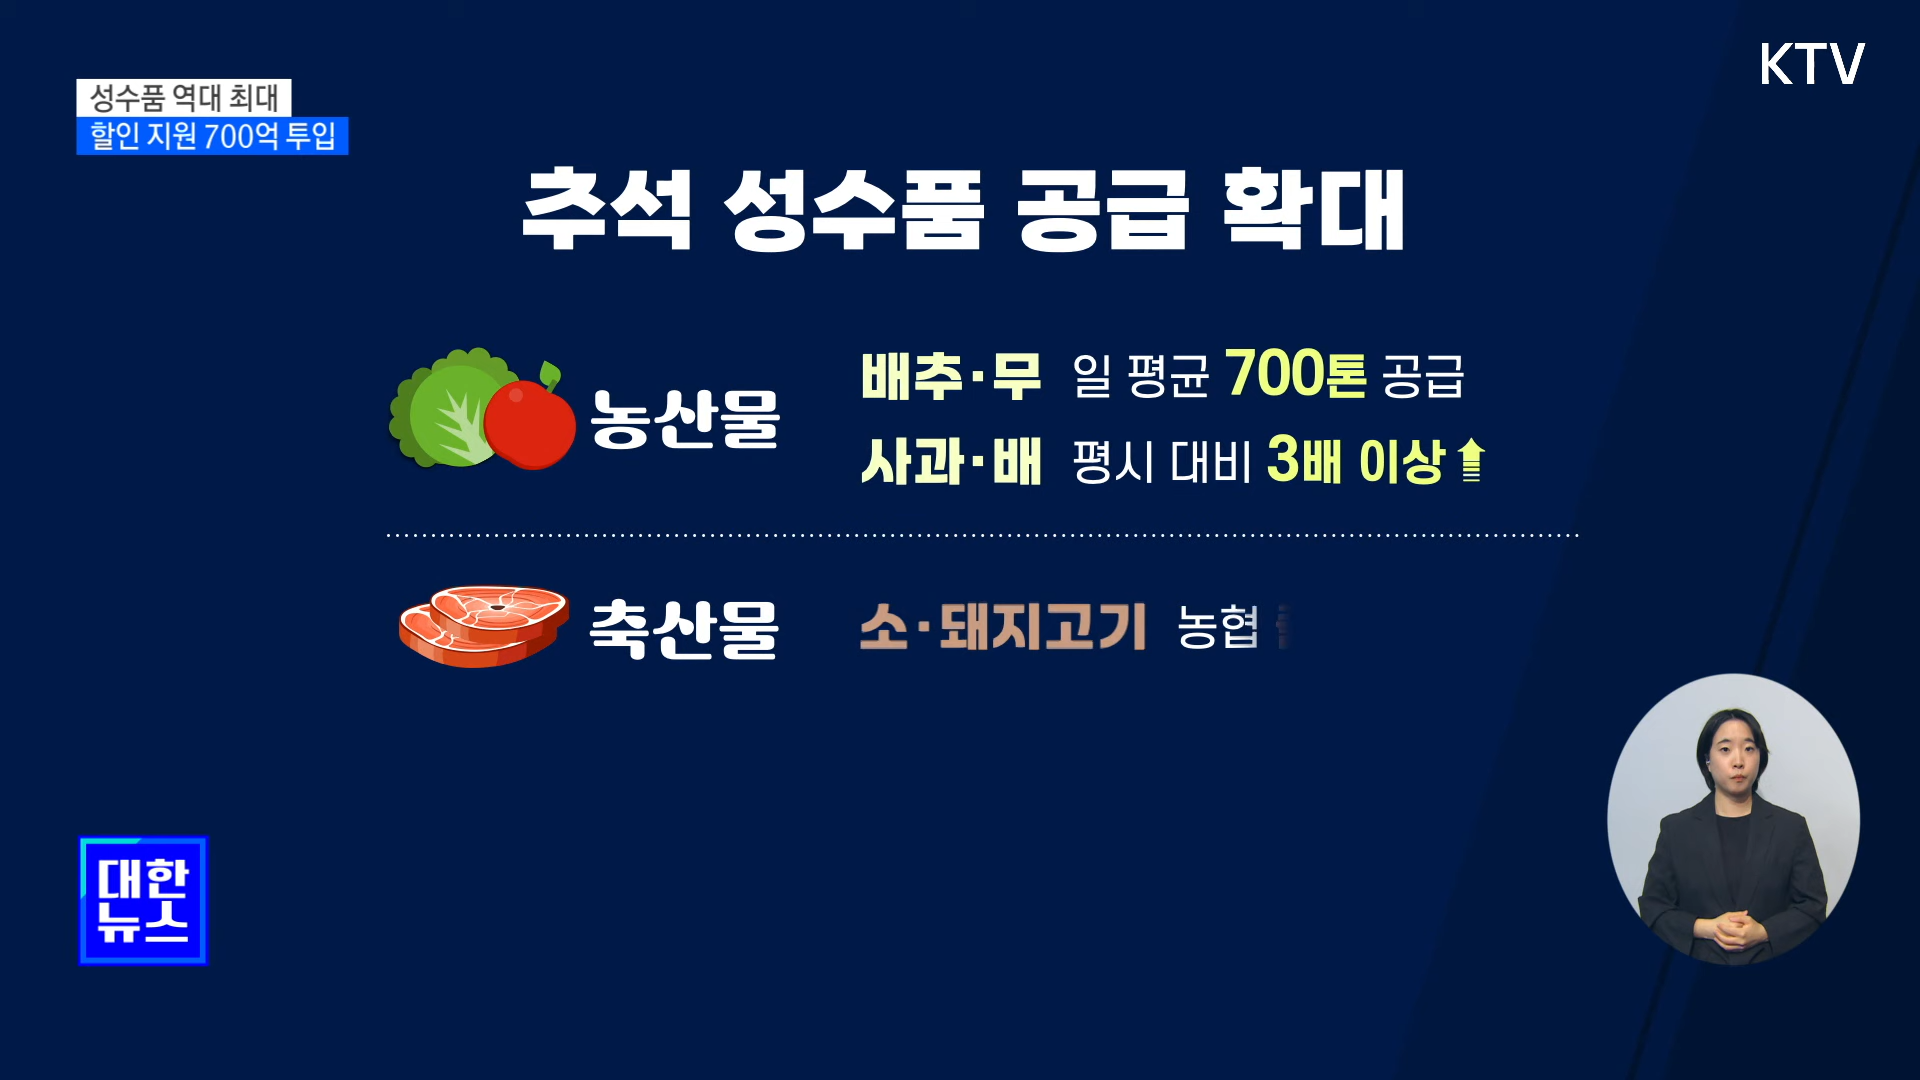 KTV
성수품 역대 최대
할인 지원 700억 투입
추석 성수품 공급 확대
농산물
배추·무 일 평균 700톤 공급
사과·배 평시 대비 3배 이상
축산물
소·돼지고기 농협
대한
뉴스